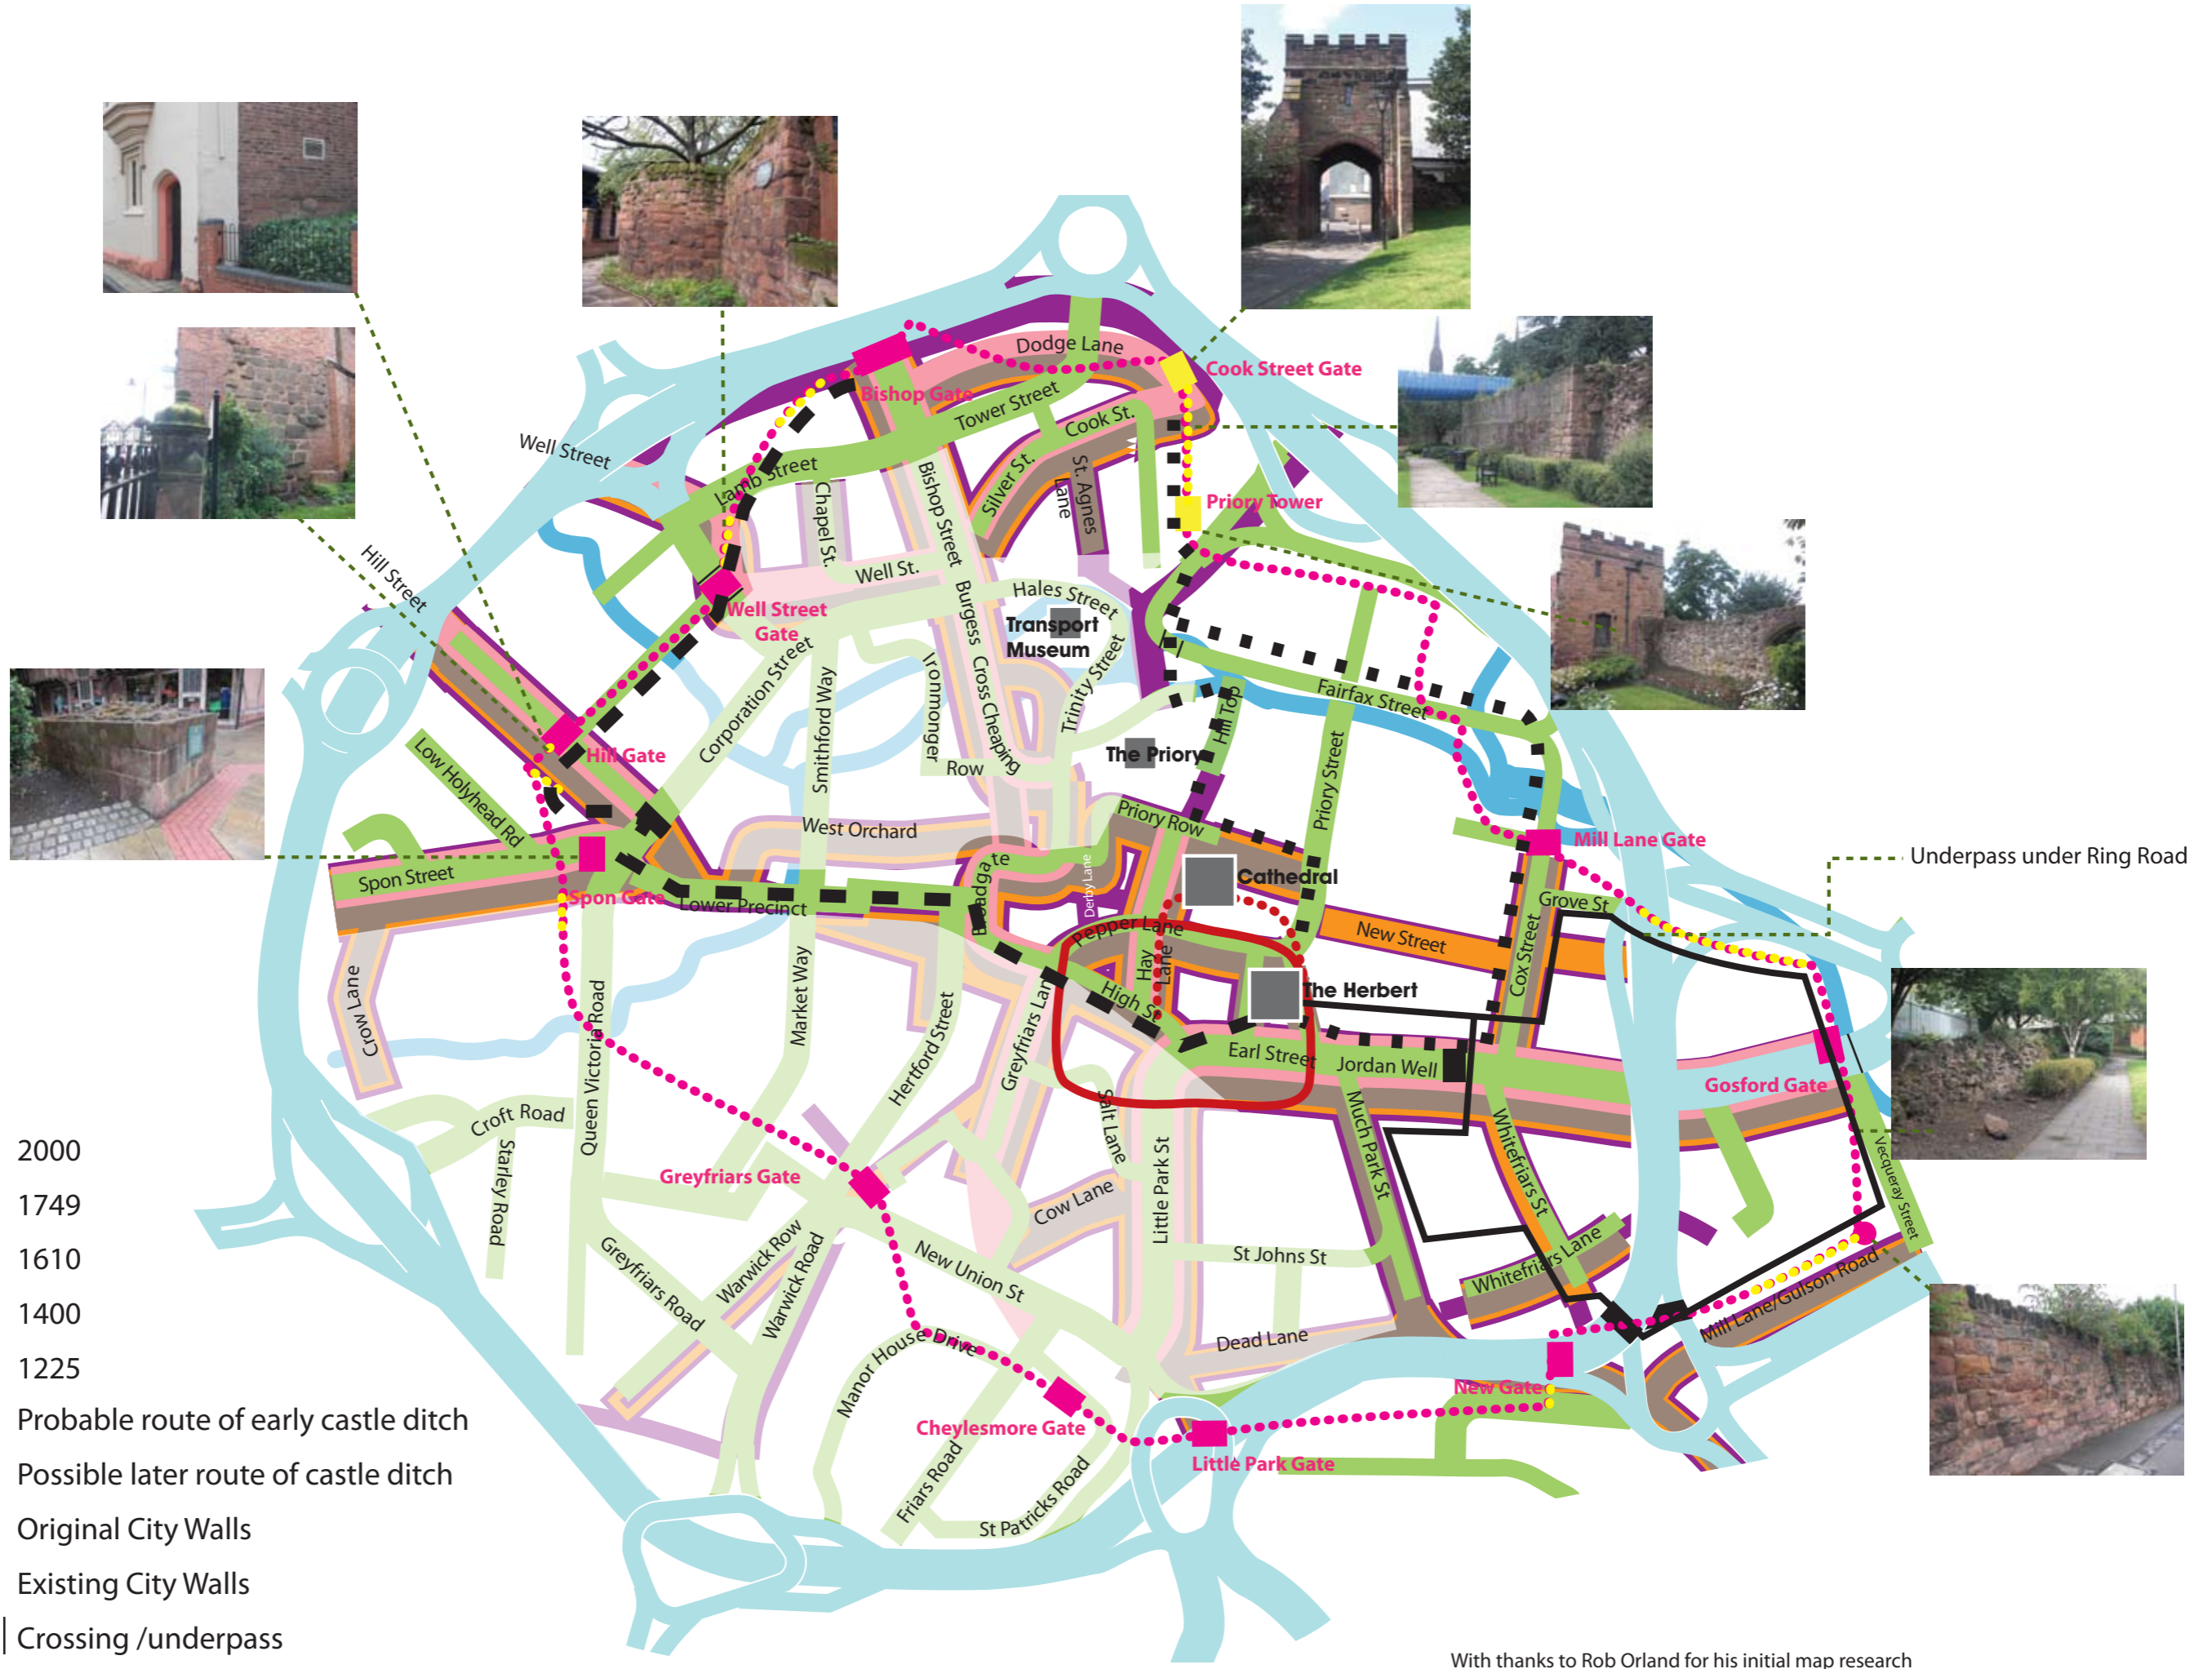 Cook Street Gate
Dodge Lane
Bishop Gate
Tower Street
Cook St.
Well Street
Lamb Street
Chapel St.
Bishop Street
Silver St.
St. Agnes
Lane
Priory Tower
Hill Street
Well St.
Hales Street
Well Street
Gate
Transport
Museum
Burgess
Corporation Street
Smithford Way
Ironmonger
Row
Cross Cheaping
Trinity Street
Fairfax Street
Hill Top
Hill Gate
The Priory
Priory Street
Low Holyhead Rd
West Orchard
Priory Row
Mill Lane Gate
Underpass under Ring Road
Spon Street
Broadgate
Derby Lane
Cathedral
Spon Gate
Lower Precinct
Grove St
Pepper Lane
New Street
Cox Street
Hay
Lane
The Herbert
High St
Crow Lane
Queen Victoria Road
Market Way
Hertford Street
Greyfriars Lane
Earl Street
Jordan Well
Gosford Gate
Croft Road
Starley Road
Salt Lane
Much Park St
Whitefriars St
Vecqueray Street
Greyfriars Gate
Little Park St
Cow Lane
St Johns St
Whitefriars Lane
Greyfriars Road
Warwick Row
Warwick Road
New Union St
Mill Lane/Gulson Road
Dead Lane
Manor House Drive
New Gate
Cheylesmore Gate
Little Park Gate
Friars Road
St Patricks Road
2000
1749
1610
1400
1225
Probable route of early castle ditch
Possible later route of castle ditch
Original City Walls
Existing City Walls
Crossing /underpass
With thanks to Rob Orland for his initial map research